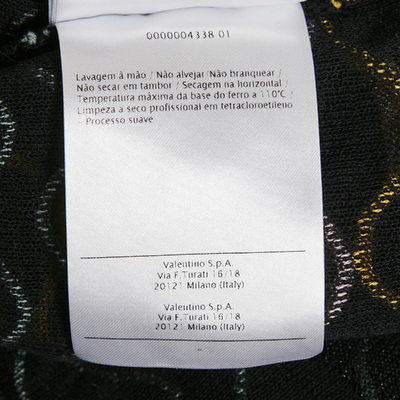 0000004338 01
Lavagem à mão / Não alvejar/Não branquear /
Não secar em tambor / Secagem na horizontal /
Temperatura máxima da base do ferro a 110°C /
Limpeza a seco profissional em tetracloroetileno
- Processo suave
Valentino S.p.A.
Via F.Turati 16/18
20121 Milano (Italy)
Valentino S.p.A.
Via F.Turati 16/18
20121 Milano (Italy)